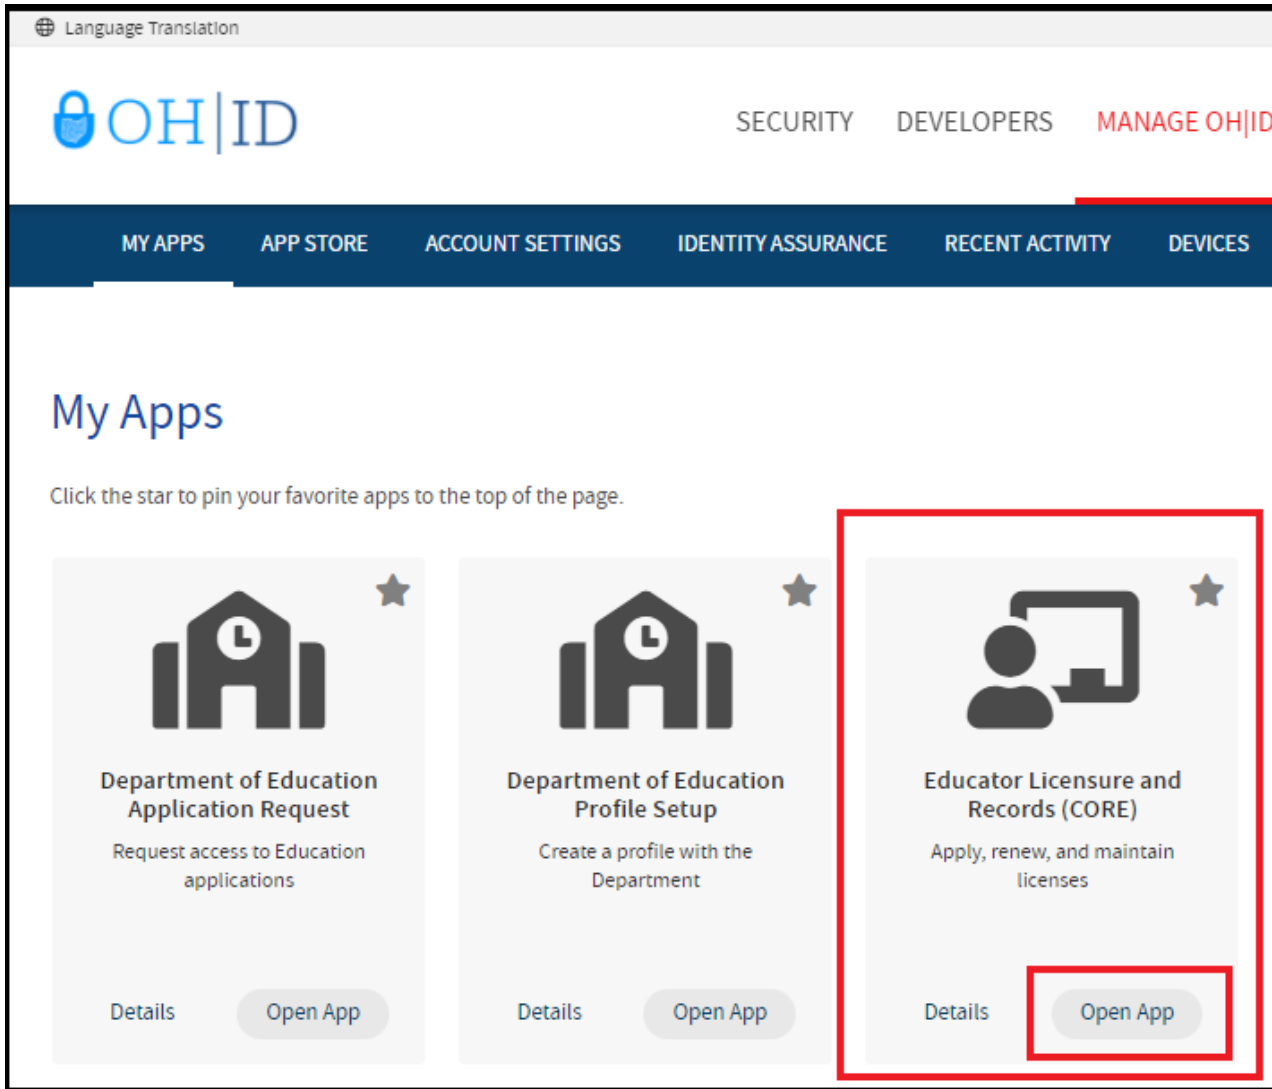 Language Translation
OH|ID
SECURITY DEVELOPERS MANAGE OH|ID
MY APPS APP STORE ACCOUNT SETTINGS IDENTITY ASSURANCE RECENT ACTIVITY DEVICES
My Apps
Click the star to pin your favorite apps to the top of the page.
Department of Education
Application Request
Request access to Education
applications
Details Open App
Department of Education
Profile Setup
Create a profile with the
Department
Details Open App
Educator Licensure and
Records (CORE)
Apply, renew, and maintain
licenses
Details Open App